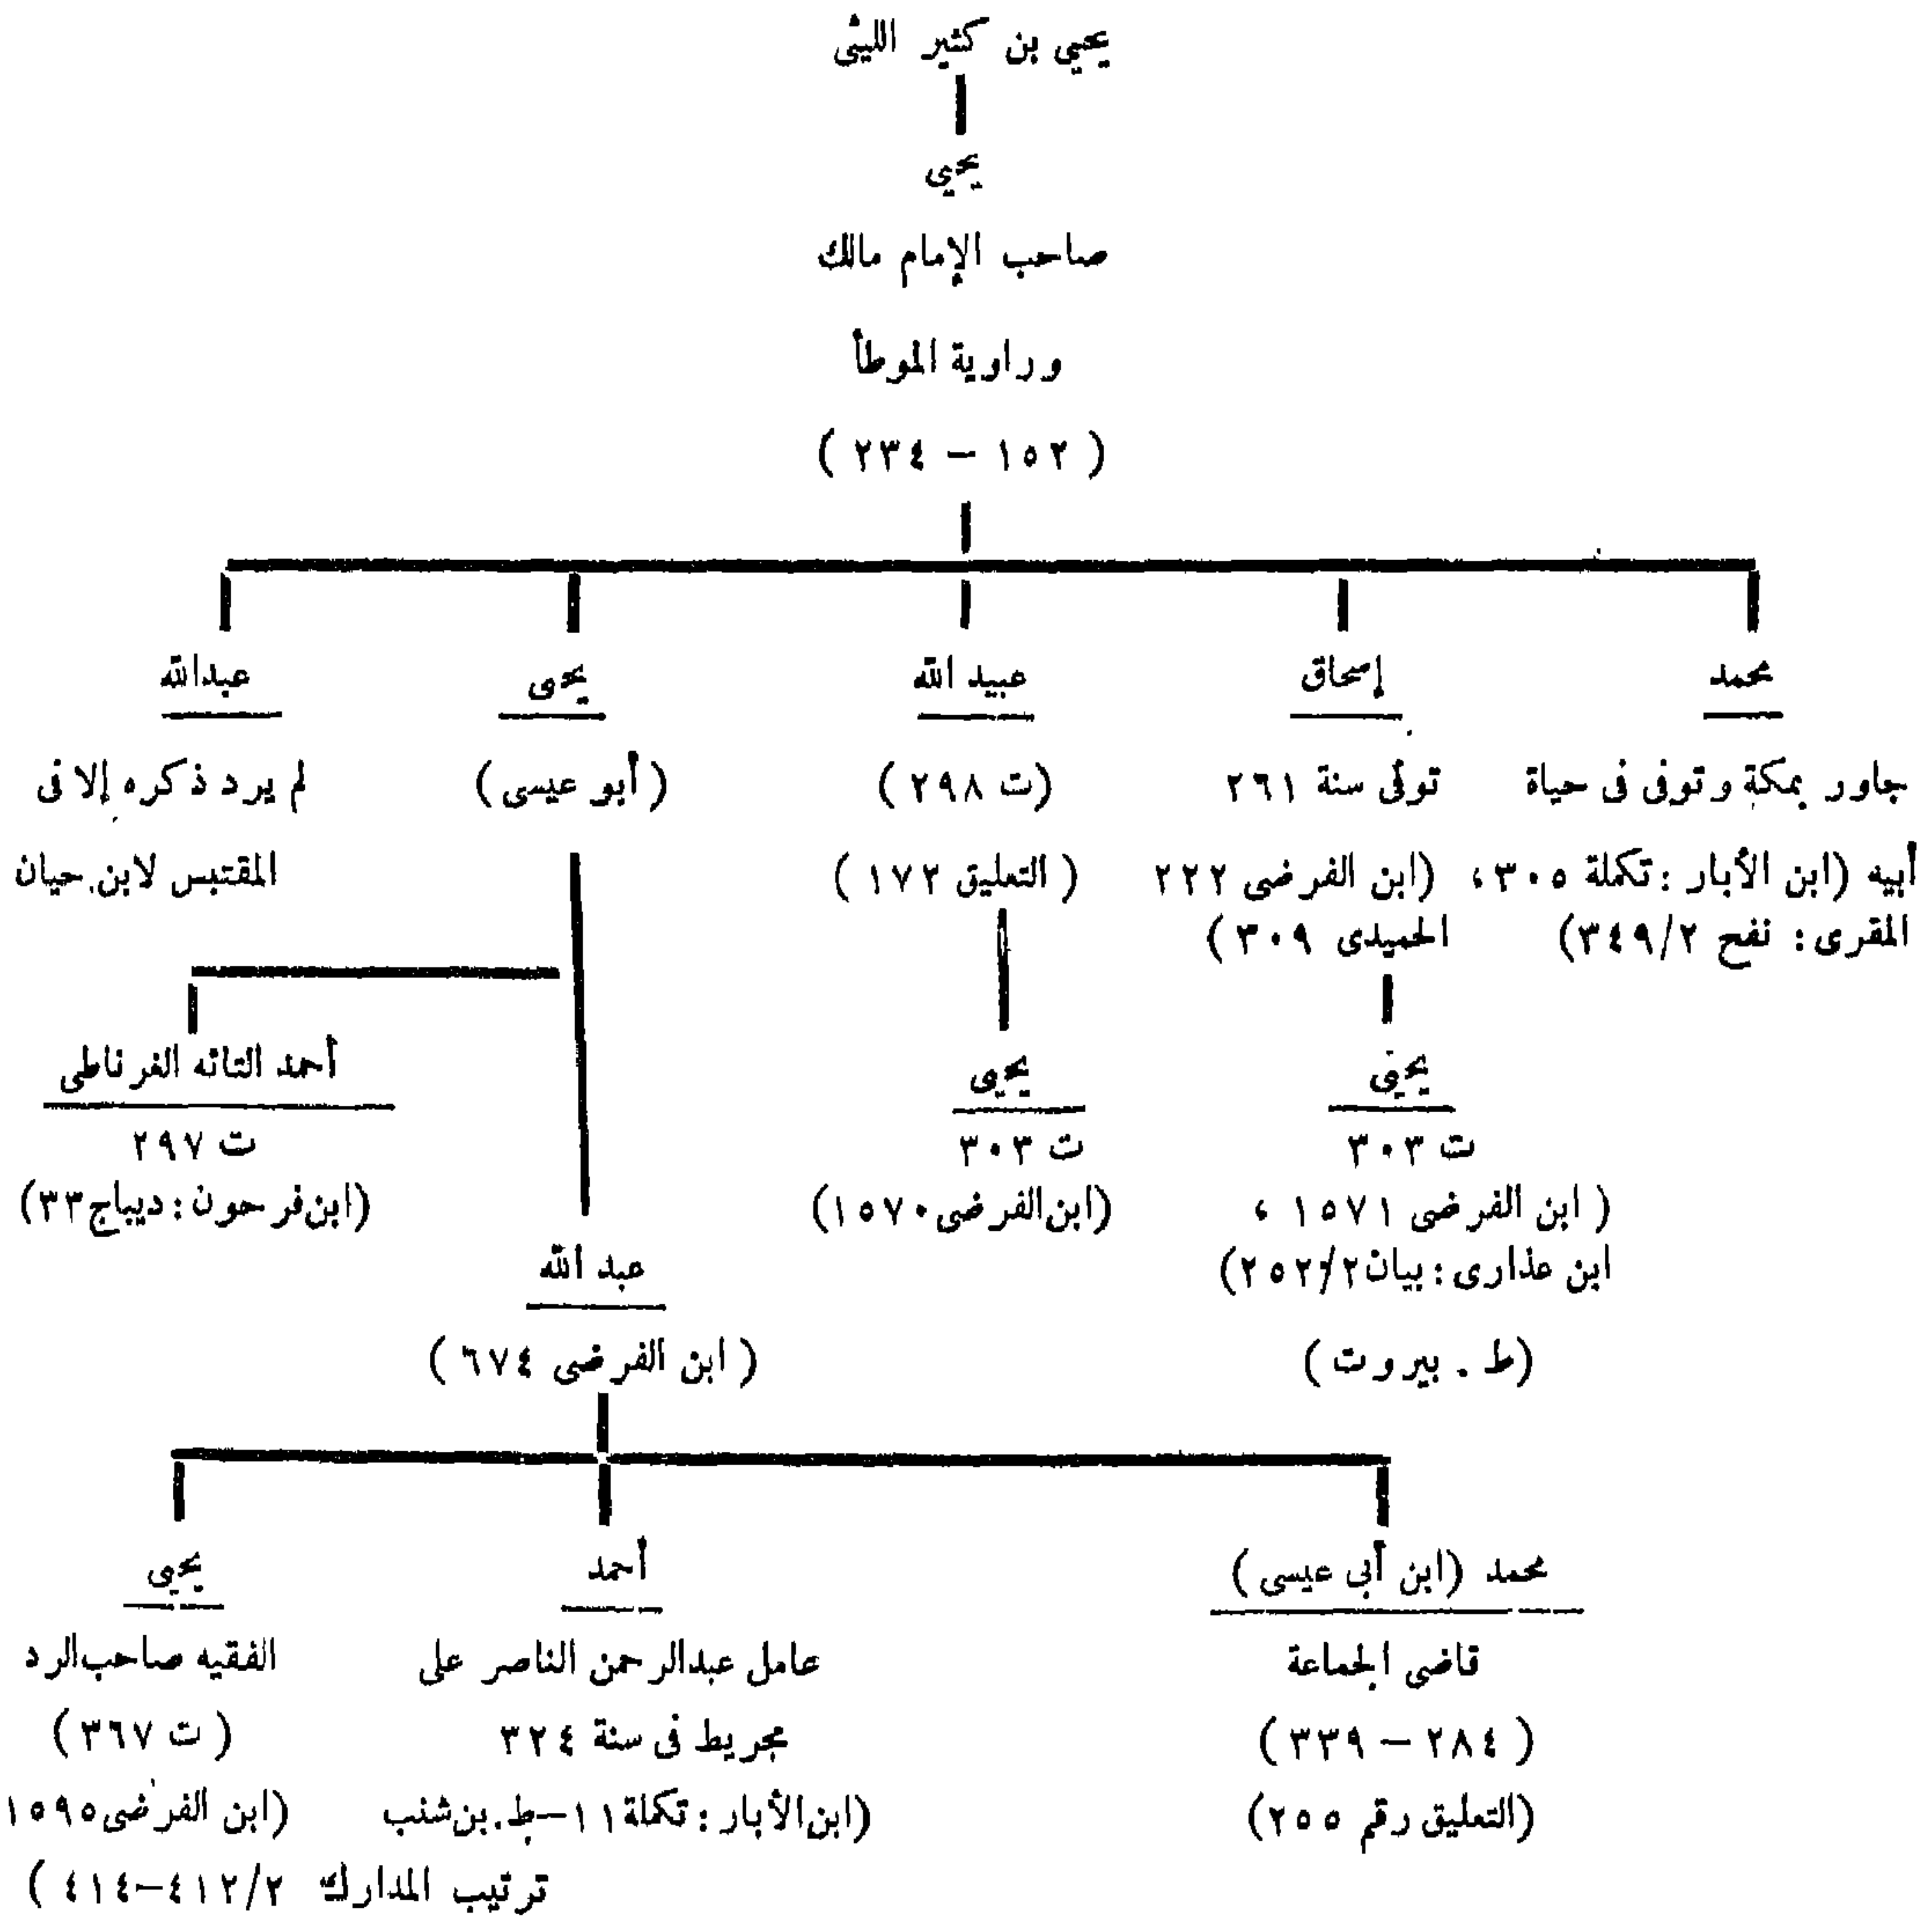 يحيى بن كثير الليثى
يحيى
صاحب الإمام مالك
وراوية الموطأ
( ١٥٢ – ٢٣٤ )
محمد
جاور بمكة وتوفى فى حياة
أبيه (ابن الأبار : تكملة ٣٠٥،
المقرى : نفح ٣٤٩/٢)
إسحاق
توفى سنة ٢٦١
(ابن الفرضى ٢٢٢
الحميدى ٣٠٩ )
عبيد الله
(ت ٢٩٨ )
( التعليق ١٧٢ )
يحيى
( أبو عيسى )
عبدالله
لم يرد ذكره إلا فى
المقتبس لابن حيان
يحيى
ت ٣٠٣
( ابن الفرضى ١٥٧١ ،
ابن عذارى : بيان ٢٥٢/٢)
(ط . بيروت )
يحيى
ت ٣٠٣
(ابن الفرضى ١٥٧٠)
أحمد التائه الغرناطى
ت ٢٩٧
(ابن فرحون : ديباج ٣٣)
عبد الله
( ابن الفرضى ٦٧٤ )
محمد (ابن أبي عيسى )
قاضى الجماعة
( ٢٨٤ – ٣٣٩ )
(التعليق رقم ٢٥٥)
أحمد
عامل عبدالرحمن الناصر على
مجريط فى سنة ٣٢٤
(ابن الأبار : تكملة ١١–ط. بن شنب
يحيى
الفقيه صاحب الرد
( ت ٣٦٧ )
(ابن الفرضى ١٥٩٥
ترتيب المدارك ٤١٢/٢–٤١٤ )